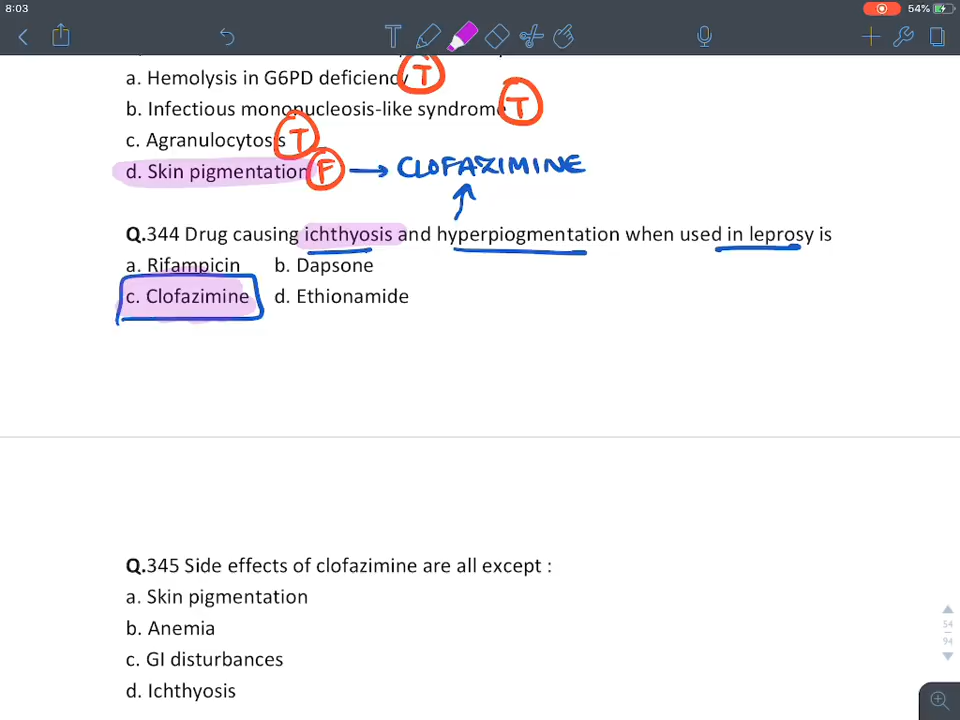 8:03
54%
T
a. Hemolysis in G6PD deficiency T
b. Infectious mononucleosis-like syndrome T
c. Agranulocytosis T
d. Skin pigmentation F → CLOFAZIMINE
Q.344 Drug causing ichthyosis and hyperpiogmentation when used in leprosy is
a. Rifampicin b. Dapsone
c. Clofazimine d. Ethionamide
Q.345 Side effects of clofazimine are all except :
a. Skin pigmentation
b. Anemia
c. GI disturbances
d. Ichthyosis
54
94